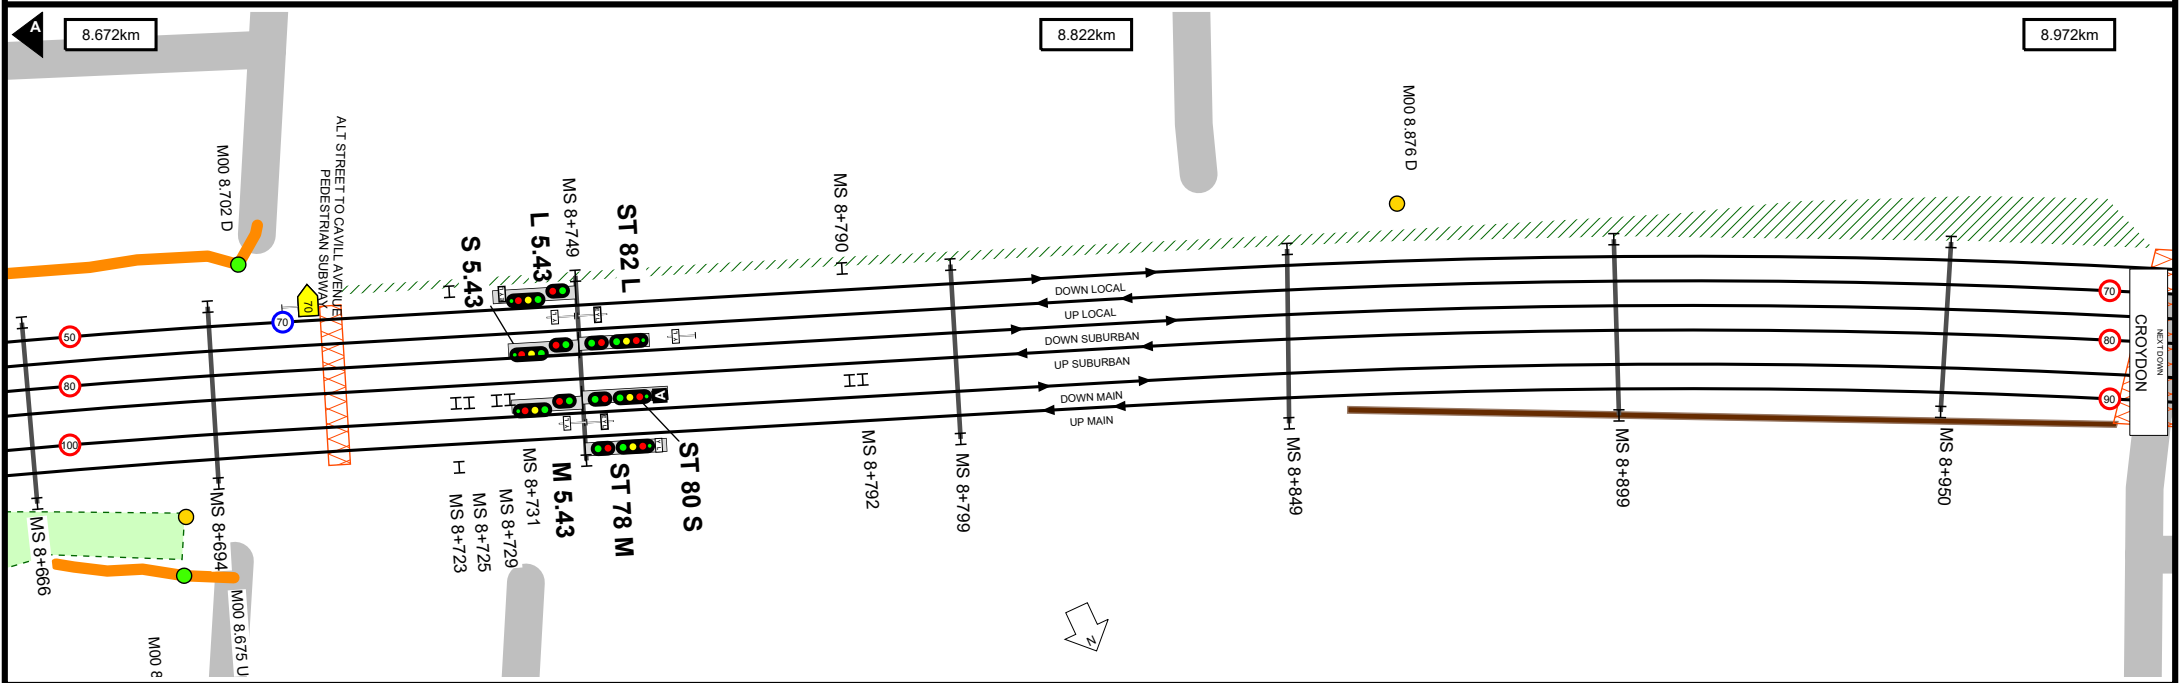 A
8.672km
8.822km
8.972km
M00 8.702 D
ALT STREET TO CAVILL AVENUE
PEDESTRIAN SUBWAY
70
70
50
80
100
S 5.43
L 5.43
MS 8+749
ST 82 L
MS 8+790
M00 8.876 D
DOWN LOCAL
UP LOCAL
DOWN SUBURBAN
UP SUBURBAN
DOWN MAIN
UP MAIN
70
80
90
CROYDON
NEXT DOWN
A
MS 8+666
MS 8+694
MS 8+723
MS 8+725
MS 8+729
MS 8+731
M 5.43
ST 78 M
ST 80 S
MS 8+792
MS 8+799
MS 8+849
MS 8+899
MS 8+950
M00 8.675 U
M00 8
N